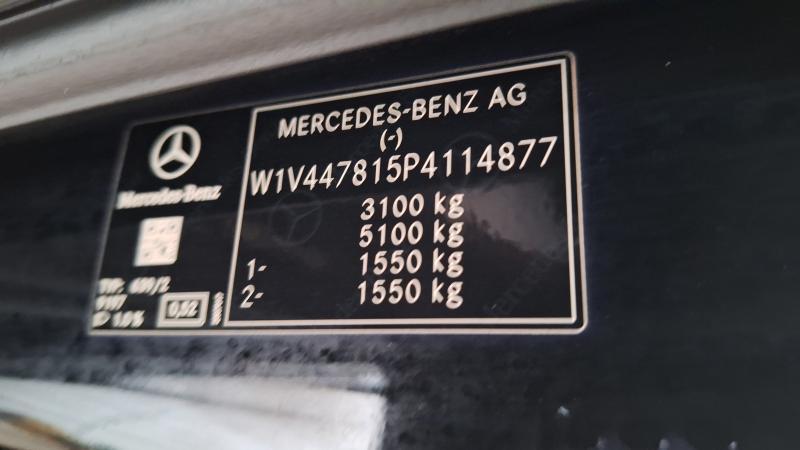 Mercedes-Benz
0,52
MERCEDES-BENZ AG
(-)
W1V447815P4114877
3100 kg
5100 kg
1- 1550 kg
2- 1550 kg